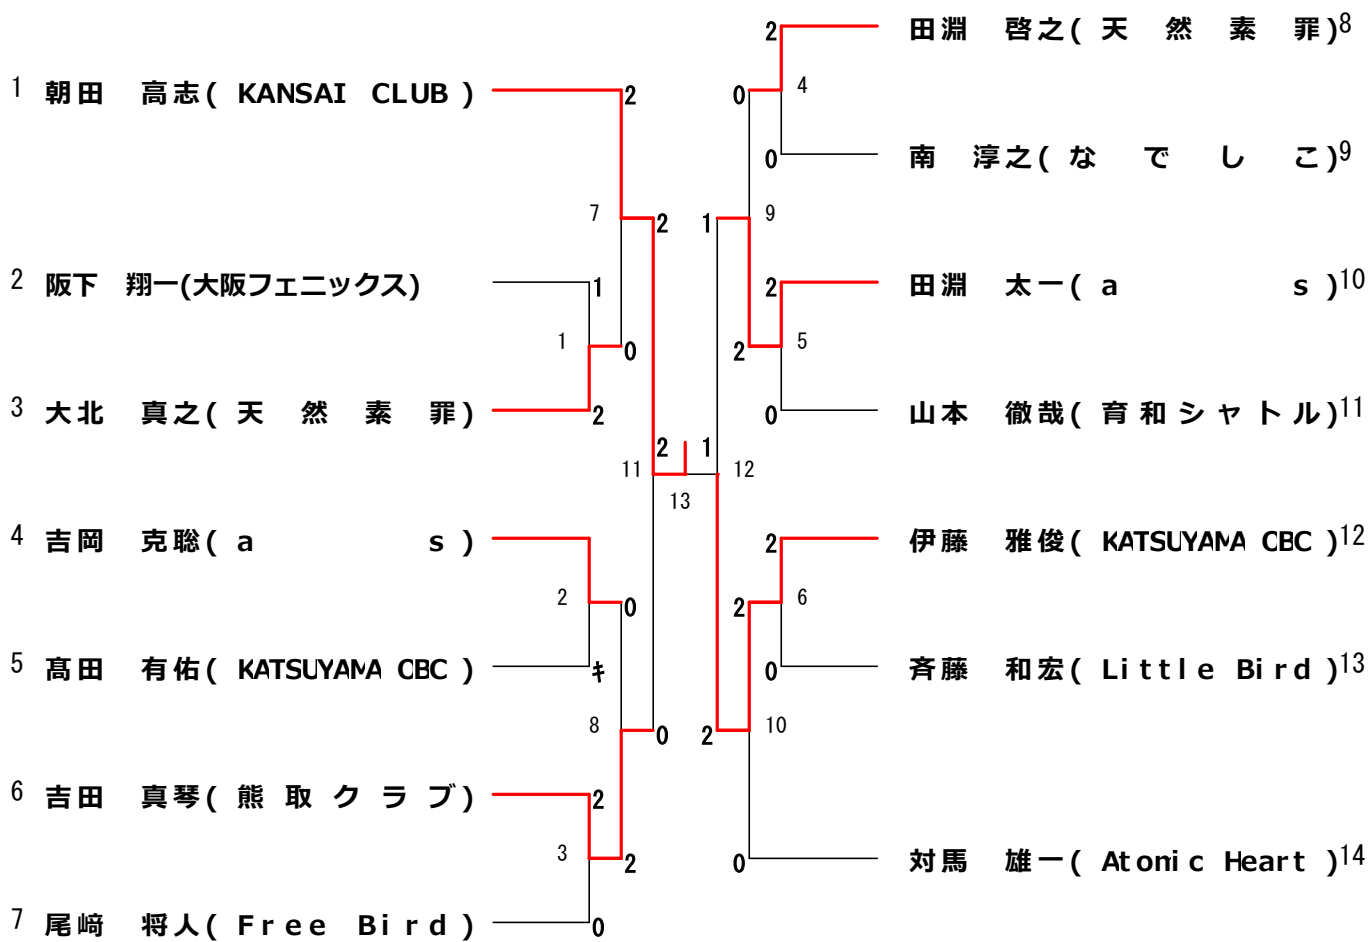 2 田淵 啓之( 天 然 素 罪)8
1 朝田 高志( KANSAI CLUB ) 2 0 4
0 南 淳之( な で し こ)9
7 2 1 9
2 阪下 翔一(大阪フェニックス) 1 2 田淵 太一( a s )10
1 0 2 5
3 大北 真之( 天 然 素 罪) 2 0 山本 徹哉( 育和シャトル)11
2 1
11 12
13
4 吉岡 克聡( a s ) 2 伊藤 雅俊( KATSUYAMA OBC )12
2 0 2 6
5 髙田 有佑( KATSUYAMA OBC ) キ 0 斉藤 和宏( Little Bird )13
8 0 2 10
6 吉田 真琴( 熊取クラブ) 2
3 2 0 対馬 雄一( Atomic Heart )14
7 尾﨑 将人( Free Bird ) 0